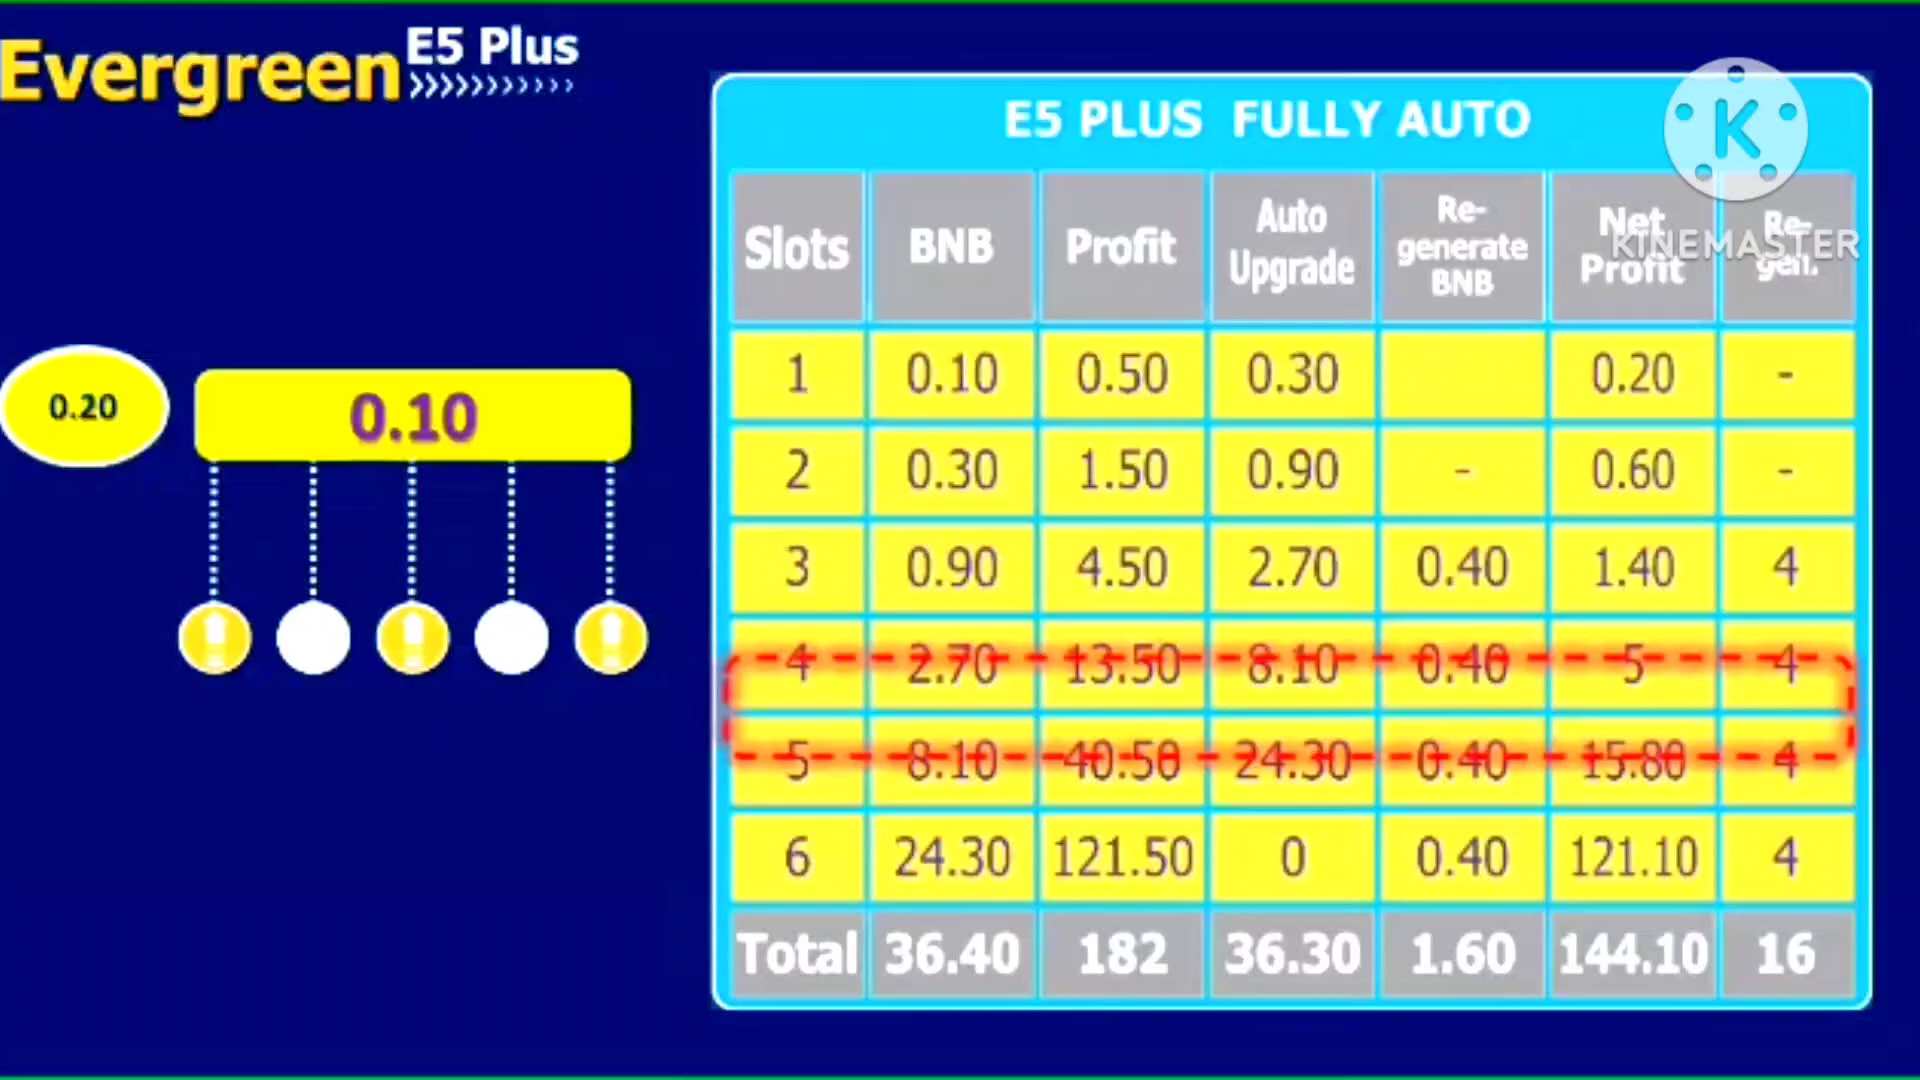 Evergreen E5 Plus
E5 PLUS FULLY AUTO
Slots BNB Profit Auto Upgrade Re-generate BNB Net Profit Re-gen.
KINEMASTER
1 0.10 0.50 0.30 0.20 -
2 0.30 1.50 0.90 - 0.60 -
3 0.90 4.50 2.70 0.40 1.40 4
4 2.70 13.50 8.10 0.40 5 4
5 8.10 40.50 24.30 0.40 15.80 4
6 24.30 121.50 0 0.40 121.10 4
Total 36.40 182 36.30 1.60 144.10 16
0.20
0.10
K